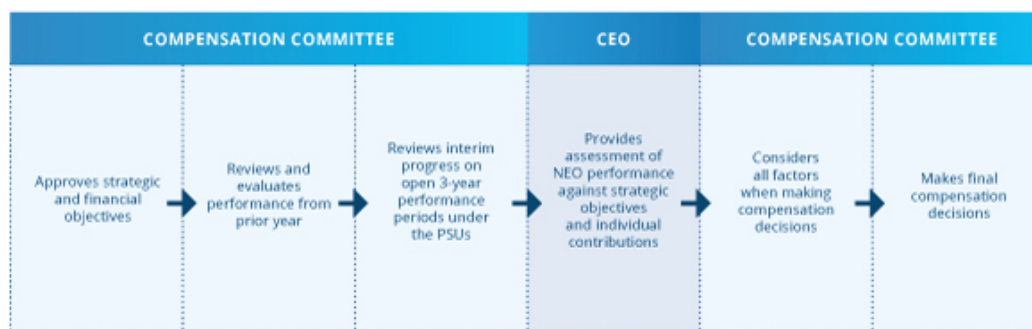 COMPENSATION COMMITTEE
CEO
COMPENSATION COMMITTEE
Approves strategic
and financial
objectives
Reviews and
evaluates
performance from
prior year
Reviews interim
progress on
open 3-year
performance
periods under
the PSUs
Provides
assessment of
NEO performance
against strategic
objectives
and individual
contributions
Considers
all factors
when making
compensation
decisions
Makes final
compensation
decisions